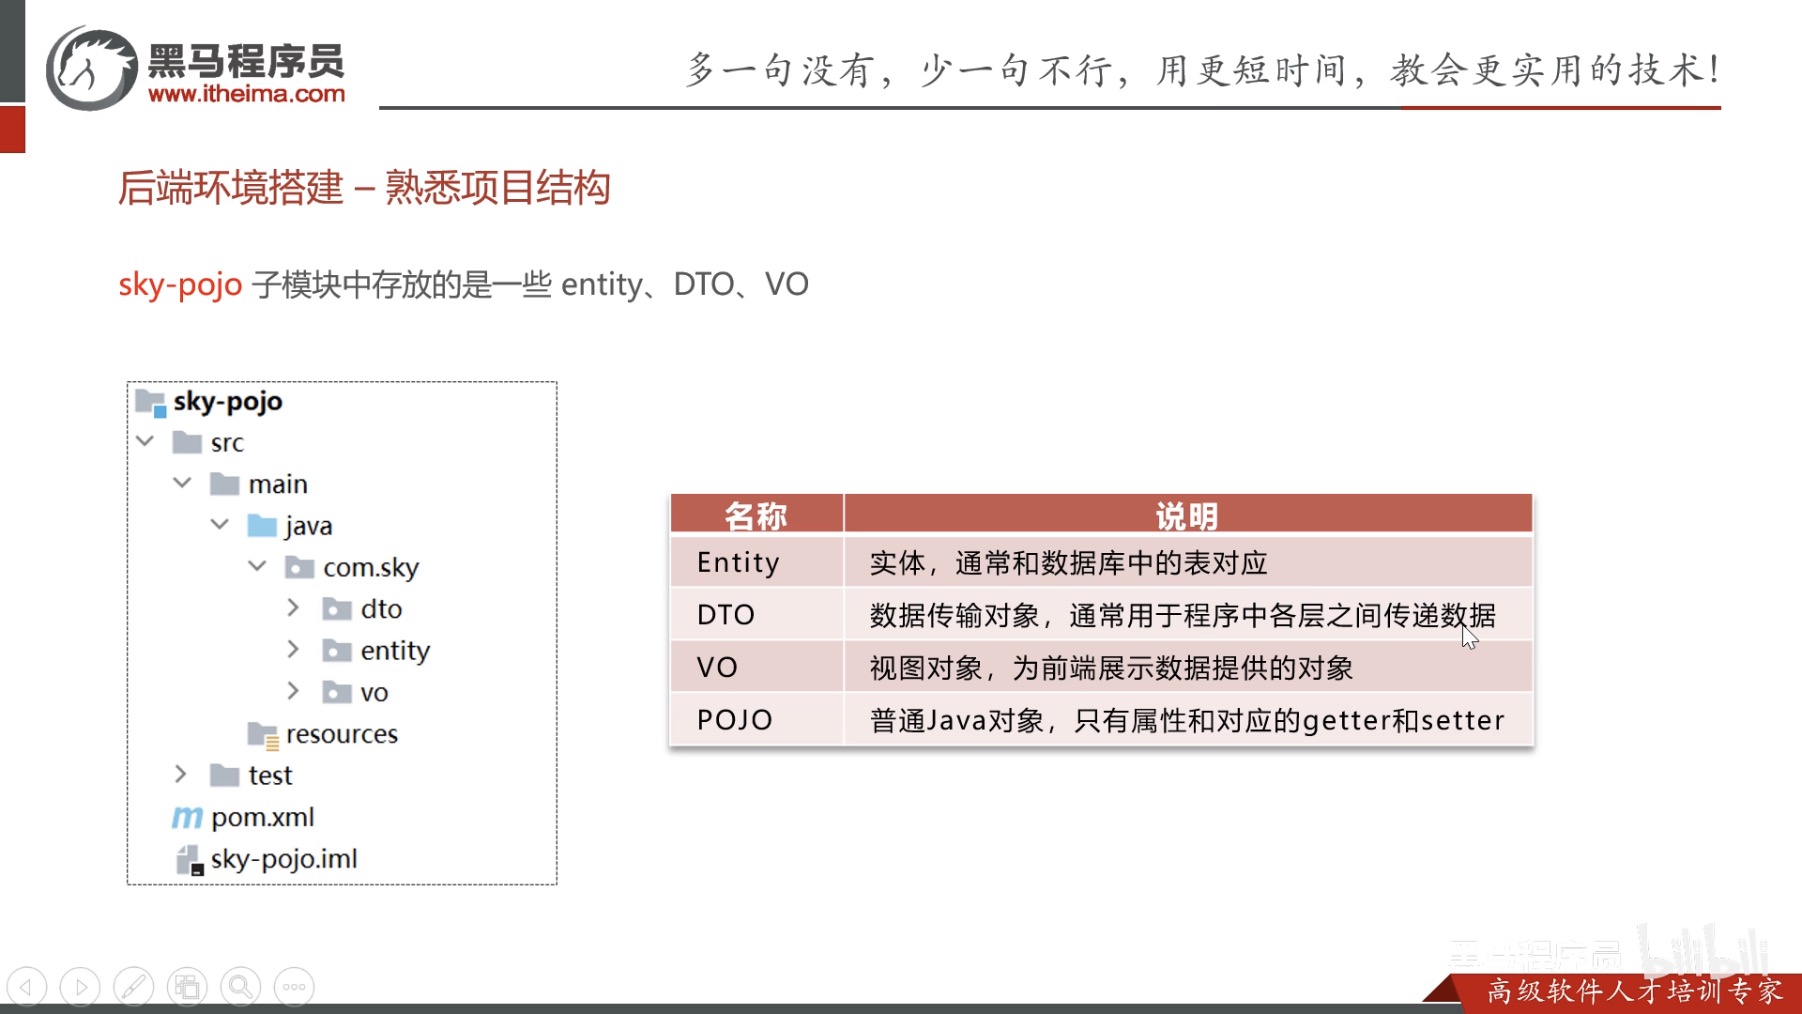 黑马程序员
www.itheima.com
多一句没有，少一句不行，用更短时间，教会更实用的技术！
后端环境搭建 – 熟悉项目结构
sky-pojo 子模块中存放的是一些 entity、DTO、VO
sky-pojo
src
main
java
com.sky
dto
entity
vo
resources
test
pom.xml
sky-pojo.iml
名称 说明
Entity 实体，通常和数据库中的表对应
DTO 数据传输对象，通常用于程序中各层之间传递数据
VO 视图对象，为前端展示数据提供的对象
POJO 普通Java对象，只有属性和对应的getter和setter
黑马程序员 bilibili
高级软件人才培训专家